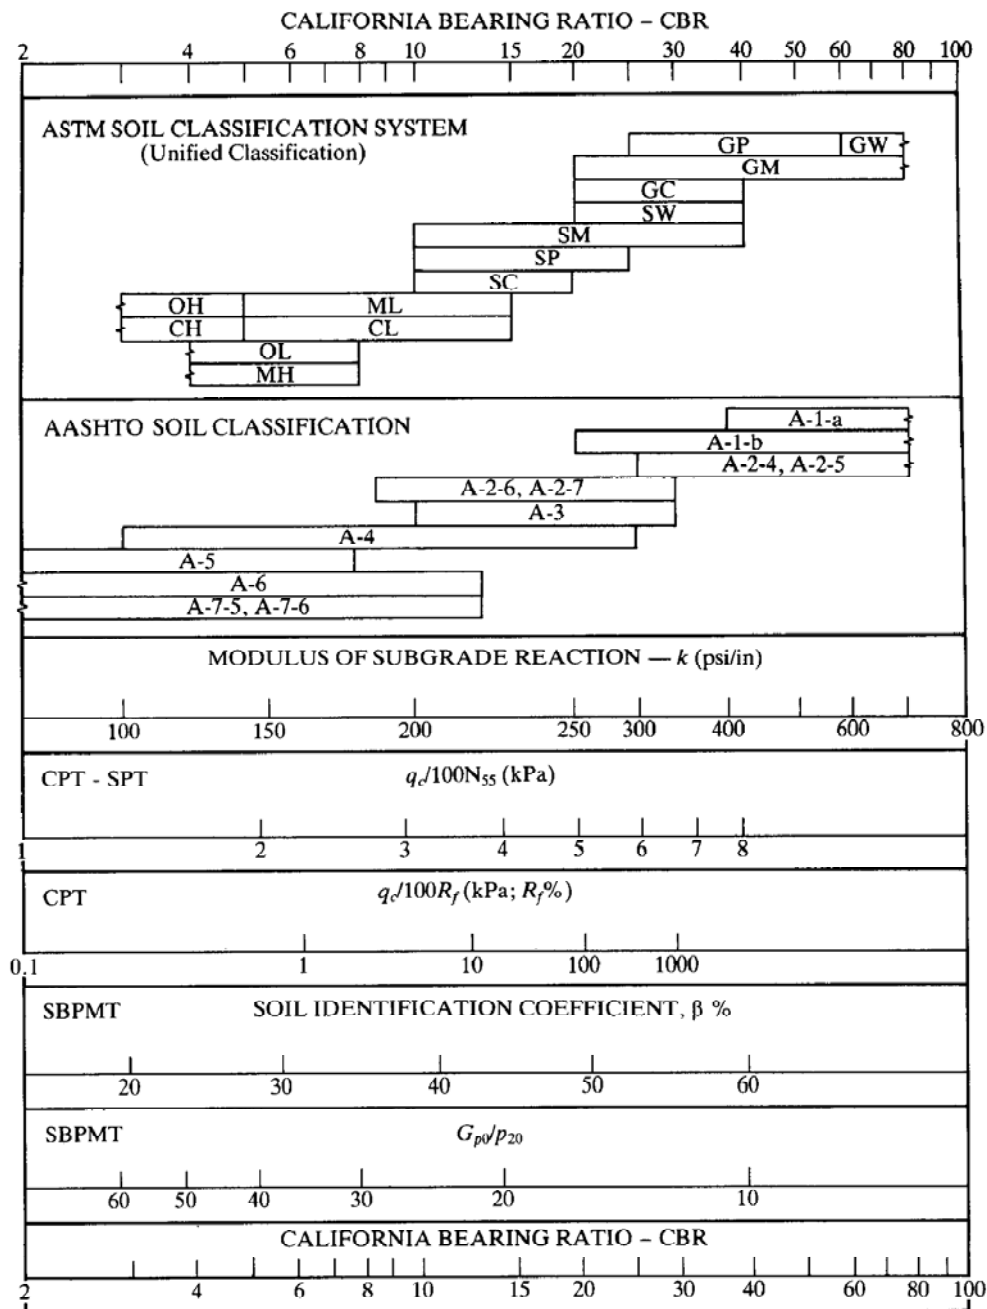 CALIFORNIA BEARING RATIO – CBR
2 4 6 8 10 15 20 30 40 50 60 80 100
ASTM SOIL CLASSIFICATION SYSTEM
(Unified Classification)
GP GW
GM
GC
SW
SM
SP
SC
OH ML
CH CL
OL
MH
AASHTO SOIL CLASSIFICATION
A-1-a
A-1-b
A-2-4, A-2-5
A-2-6, A-2-7
A-3
A-4
A-5
A-6
A-7-5, A-7-6
MODULUS OF SUBGRADE REACTION — k (psi/in)
100 150 200 250 300 400 600 800
CPT - SPT q𝑐/100N₅₅ (kPa)
1 2 3 4 5 6 7 8
CPT q𝑐/100R𝑓 (kPa; R𝑓%)
0.1 1 10 100 1000
SBPMT SOIL IDENTIFICATION COEFFICIENT, β %
20 30 40 50 60
SBPMT G𝑝₀/p₂₀
60 50 40 30 20 10
CALIFORNIA BEARING RATIO – CBR
2 4 6 8 10 15 20 25 30 40 60 80 100